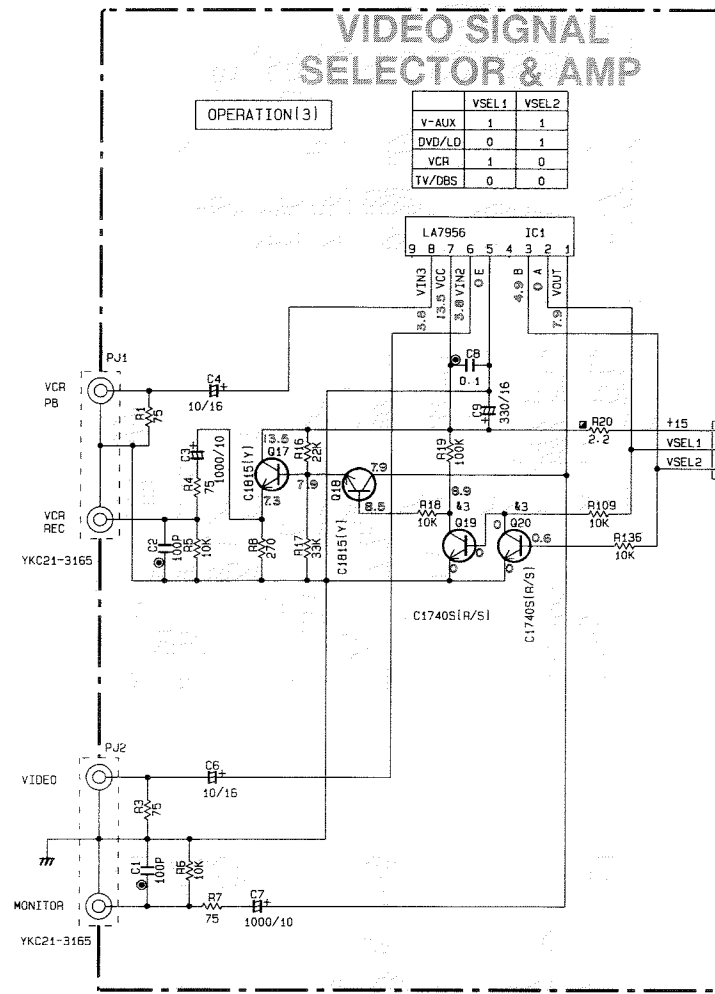 VIDEO SIGNAL
SELECTOR & AMP
OPERATION(3)
VSEL1 VSEL2
V-AUX 1 1
DVD/LD 0 1
VCR 1 0
TV/DBS 0 0
LA7956 IC1
9 8 7 6 5 4 3 2 1
3.8 VIN3
13.5 VCC
3.8 VIN2
0 E
4.9 B
0 A
7.9 VOUT
PJ1
VCR
PB
R1
75
C4
+
10/16
C8
0.1
C9
+
330/16
R20
2.2
+15
VSEL1
VSEL2
C3
+
1000/10
R4
75
13.5
Q17
C1815(Y)
7.3
R16
22K
7.9
Q18
7.9
8.5
C1815(Y)
R19
100K
R18
10K
8.9
43
Q19
0
0
43
Q20
0
0
0.6
R109
10K
R136
10K
VCR
REC
YKC21-3165
C2
100P
R5
10K
R8
270
R17
33K
C1740S(R/S)
C1740S(R/S)
PJ2
VIDEO
R3
75
C6
+
10/16
C1
100P
R6
10K
MONITOR
R7
75
C7
+
1000/10
YKC21-3165